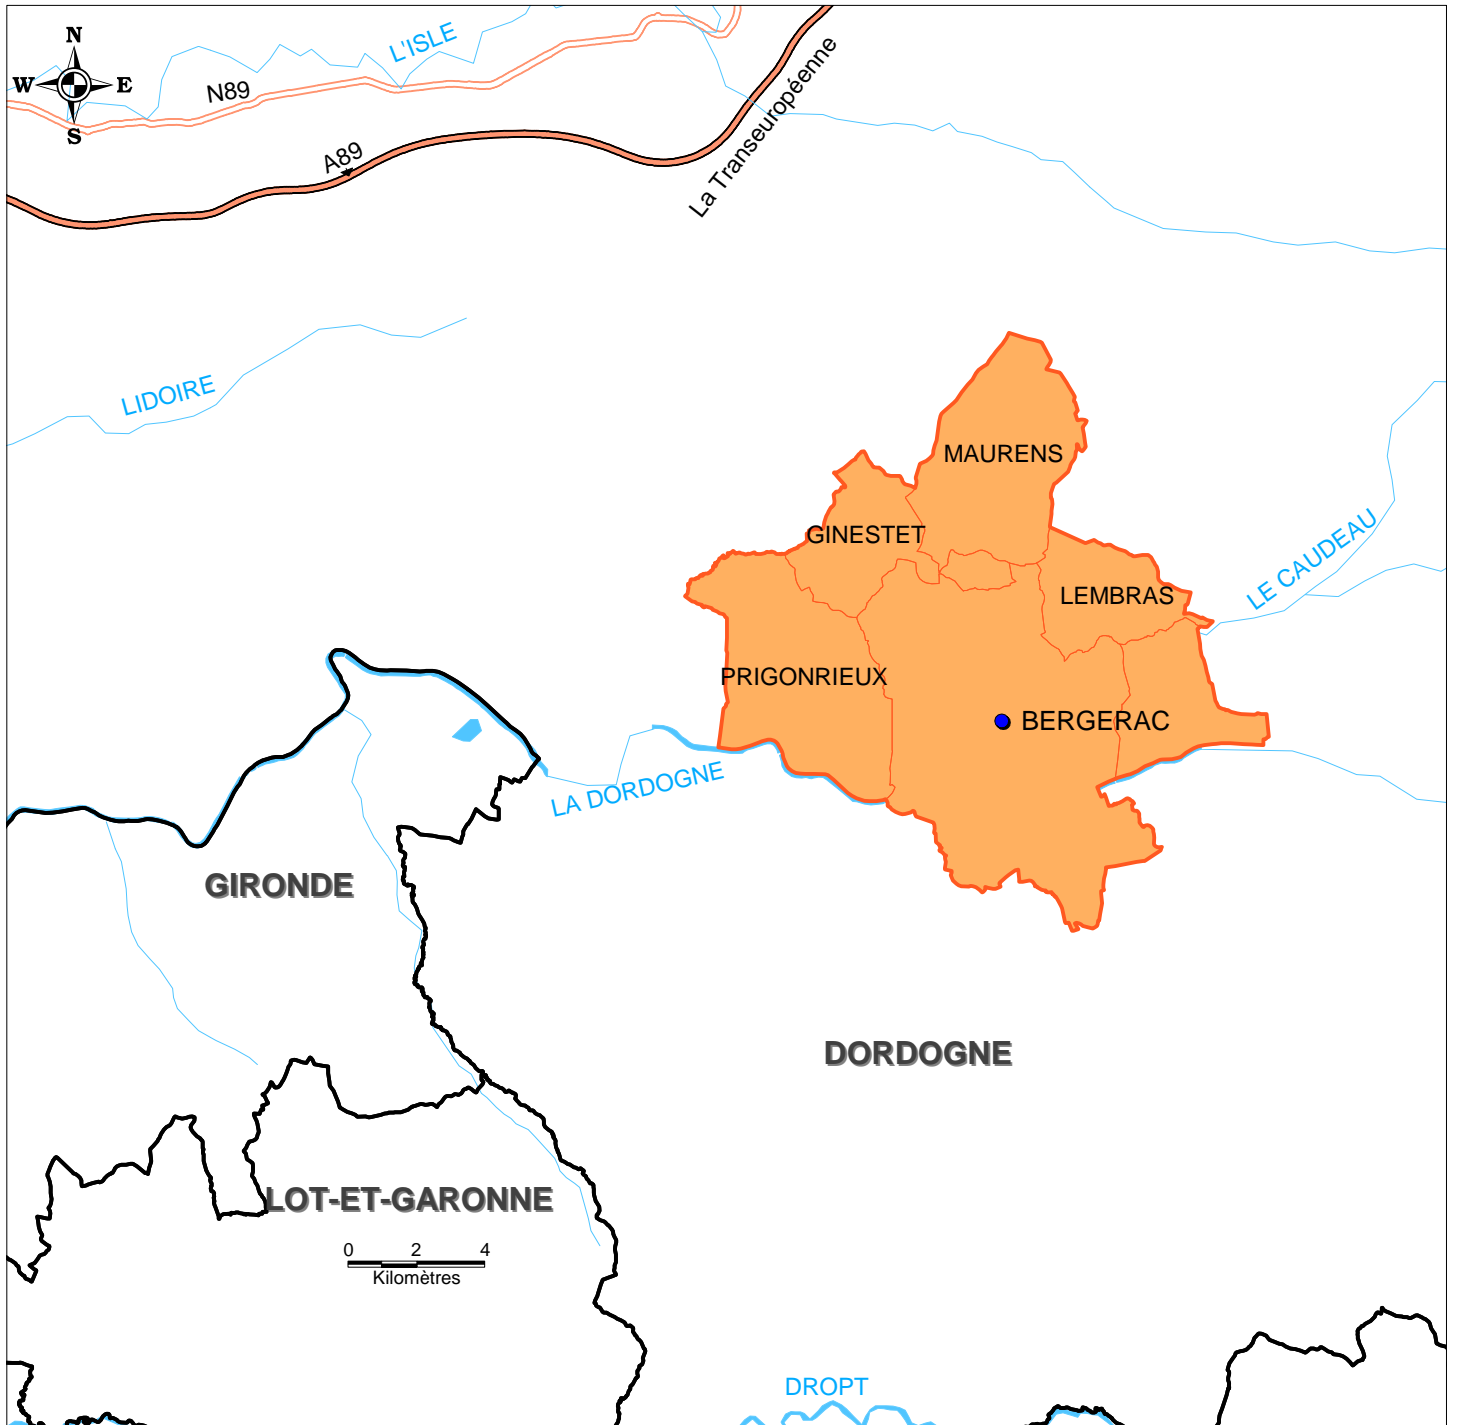 N
W E
S
L'ISLE
N89
A89
La Transeuropéenne
LIDOIRE
MAURENS
GINESTET
LE CAUDEAU
LEMBRAS
PRIGONRIEUX
BERGERAC
LA DORDOGNE
GIRONDE
DORDOGNE
LOT-ET-GARONNE
0 2 4
Kilomètres
DROPT